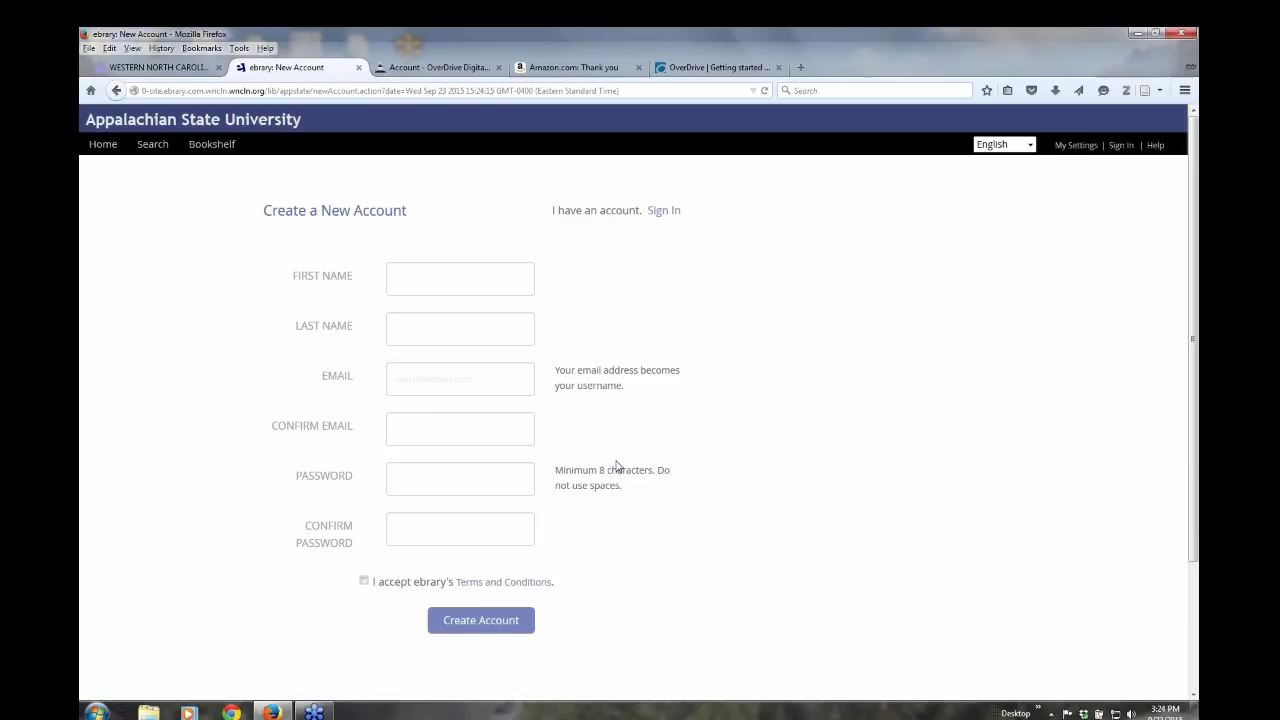 ebrary: New Account - Mozilla Firefox
File Edit View History Bookmarks Tools Help
WESTERN NORTH CAROLI... ebrary: New Account Account - OverDrive Digita... Amazon.com: Thank you OverDrive | Getting started ...
0-site.ebrary.com.wncln.wncln.org/lib/appstate/newAccount.action?date=Wed Sep 23 2015 15:24:15 GMT-0400 (Eastern Standard Time) Search
Appalachian State University
Home Search Bookshelf English My Settings | Sign In | Help
Create a New Account I have an account. Sign In
FIRST NAME
LAST NAME
EMAIL name@email.com Your email address becomes
your username.
CONFIRM EMAIL
PASSWORD Minimum 8 characters. Do
not use spaces.
CONFIRM
PASSWORD
I accept ebrary's Terms and Conditions.
Create Account
Desktop 3:24 PM